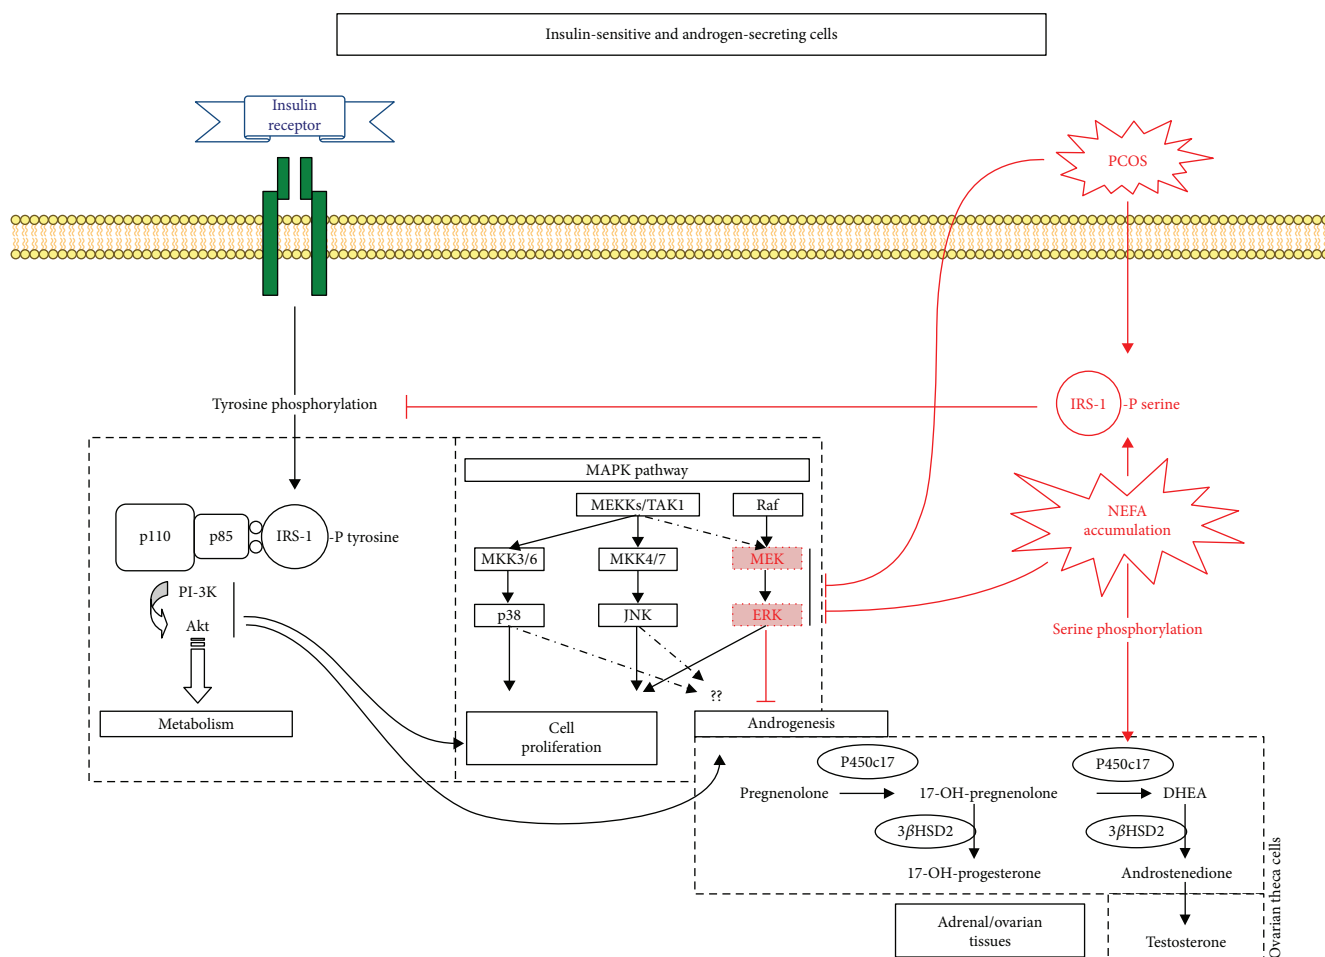 Insulin-sensitive and androgen-secreting cells
Insulin
receptor
PCOS
Tyrosine phosphorylation
IRS-1
-P serine
MAPK pathway
MEKKs/TAK1
Raf
NEFA
accumulation
p110
p85
IRS-1
-P tyrosine
MKK3/6
MKK4/7
MEK
PI-3K
Akt
p38
JNK
ERK
Serine phosphorylation
??
Metabolism
Cell
proliferation
Androgenesis
P450c17
P450c17
Pregnenolone
17-OH-pregnenolone
DHEA
3βHSD2
3βHSD2
17-OH-progesterone
Androstenedione
Adrenal/ovarian
tissues
Testosterone
Ovarian theca cells